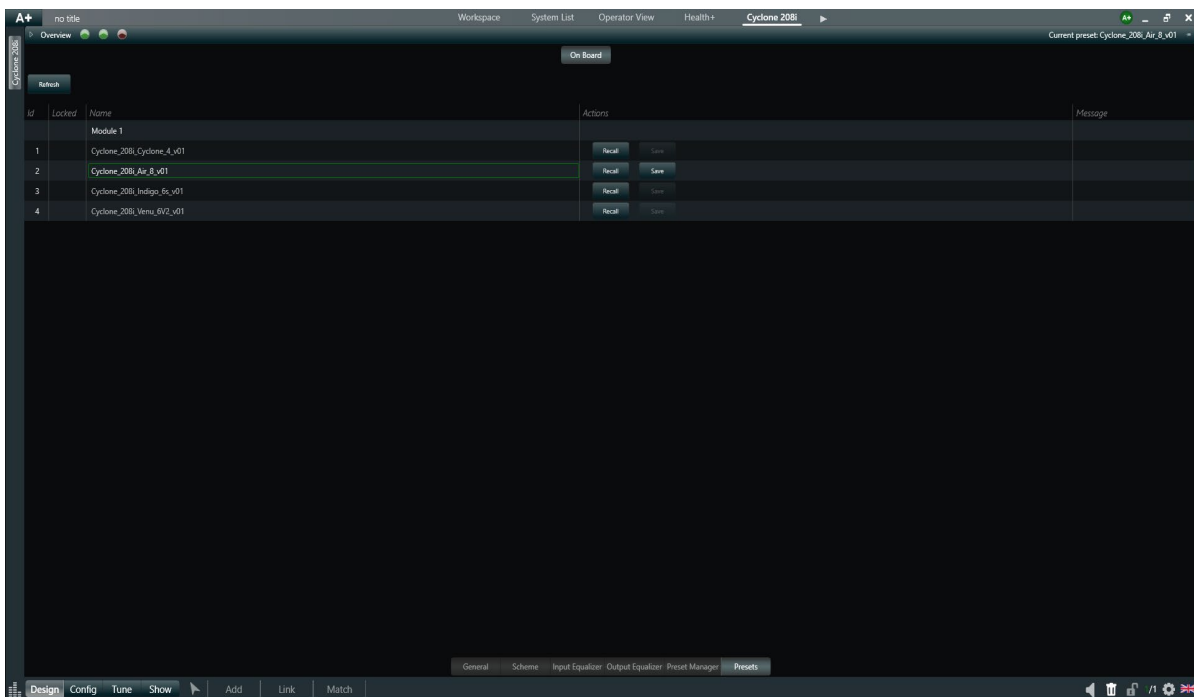 A+ no title Workspace System List Operator View Health+ Cyclone 208i A+
Overview Current preset: Cyclone_208i_Air_8_v01
Cyclone 208i
On Board
Refresh
Id Locked Name Actions Message
Module 1
1 Cyclone_208i_Cyclone_4_v01 Recall Save
2 Cyclone_208i_Air_8_v01 Recall Save
3 Cyclone_208i_Indigo_6s_v01 Recall Save
4 Cyclone_208i_Venu_6V2_v01 Recall Save
General Scheme Input Equalizer Output Equalizer Preset Manager Presets
Design Config Tune Show Add Link Match /1